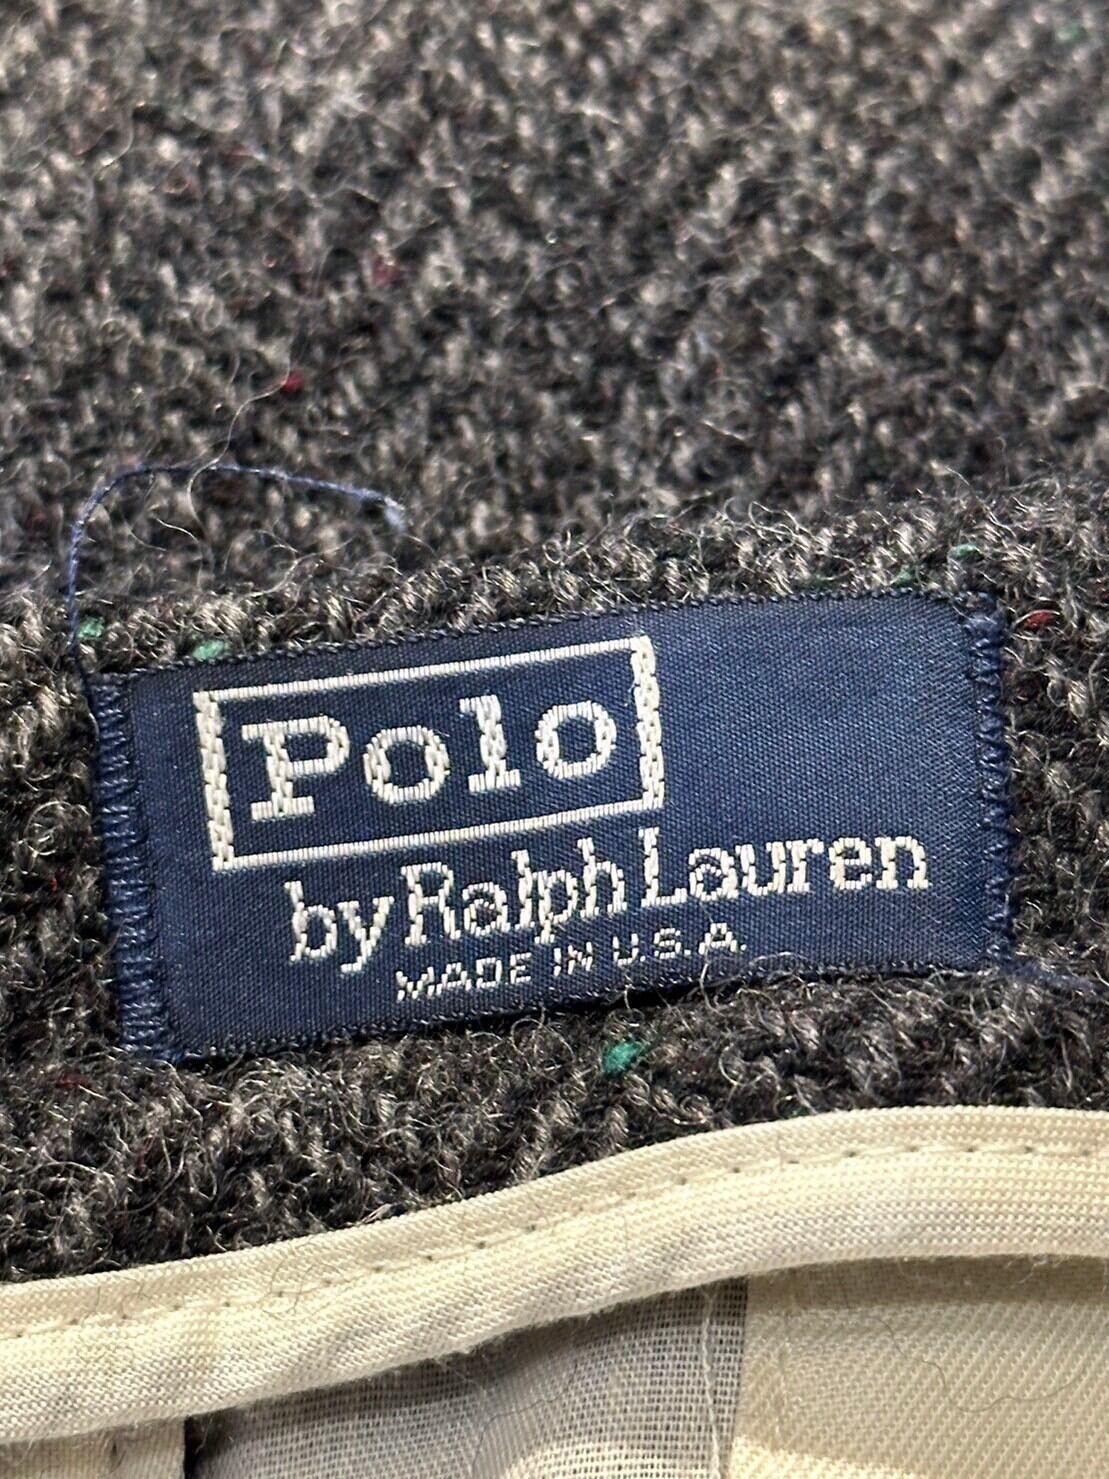 Polo
by Ralph Lauren
MADE IN U.S.A.